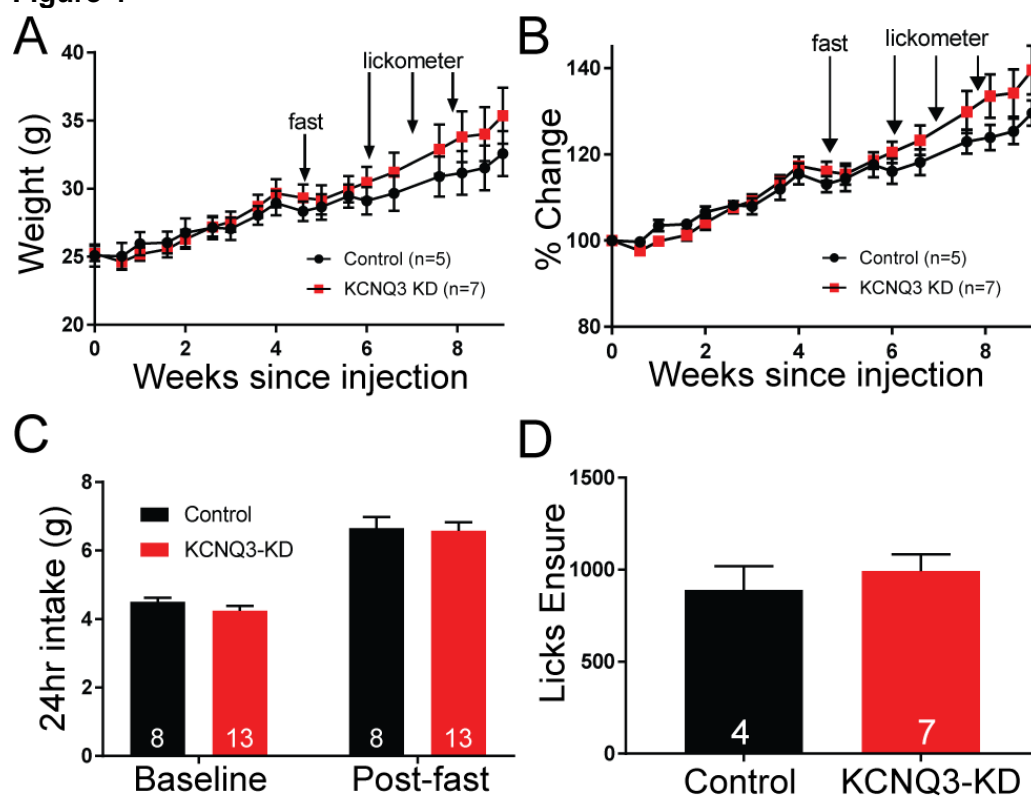 A
40
35
30
25
20
Weight (g)
lickometer
fast
Control (n=5)
KCNQ3 KD (n=7)
0 2 4 6 8
Weeks since injection
B
140
120
100
80
% Change
fast
lickometer
Control (n=5)
KCNQ3 KD (n=7)
0 2 4 6 8
Weeks since injection
C
8
6
4
2
0
24hr intake (g)
Control
KCNQ3-KD
8 13 8 13
Baseline Post-fast
D
1500
1000
500
0
Licks Ensure
4 7
Control KCNQ3-KD